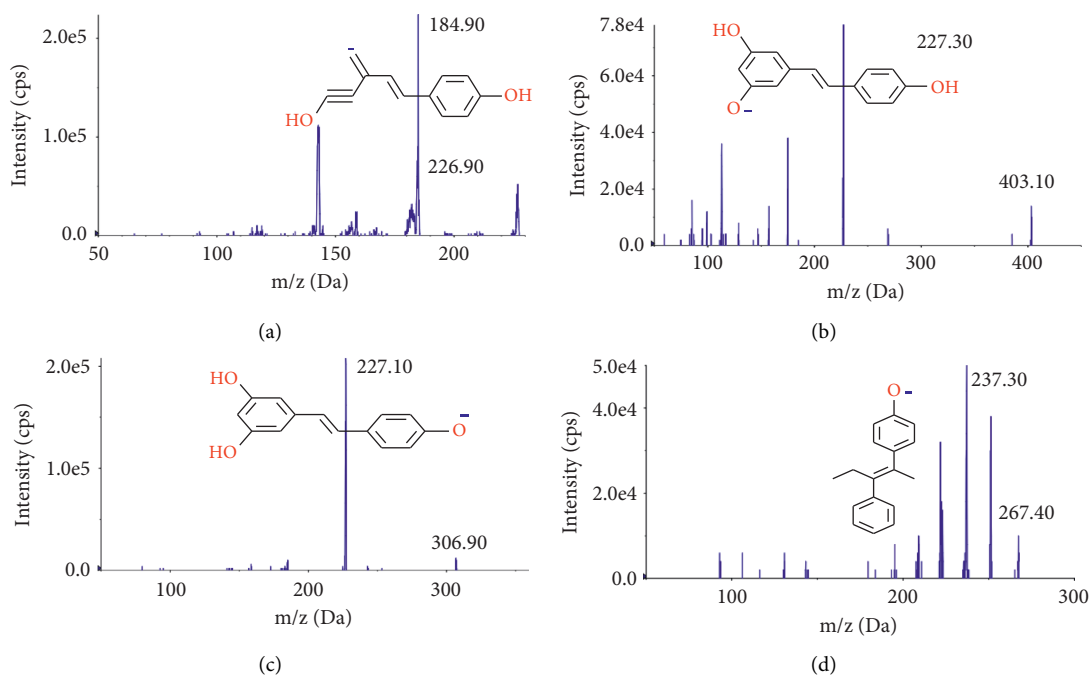 2.0e5
1.0e5
0.0
Intensity (cps)
184.90
226.90
HO
OH
50
100
150
200
m/z (Da)
(a)
7.8e4
6.0e4
4.0e4
2.0e4
0.0
Intensity (cps)
HO
O
OH
227.30
403.10
100
200
300
400
m/z (Da)
(b)
2.0e5
1.0e5
0.0
Intensity (cps)
HO
HO
O
227.10
306.90
100
200
300
m/z (Da)
(c)
5.0e4
4.0e4
2.0e4
0.0
Intensity (cps)
O
237.30
267.40
100
200
300
m/z (Da)
(d)